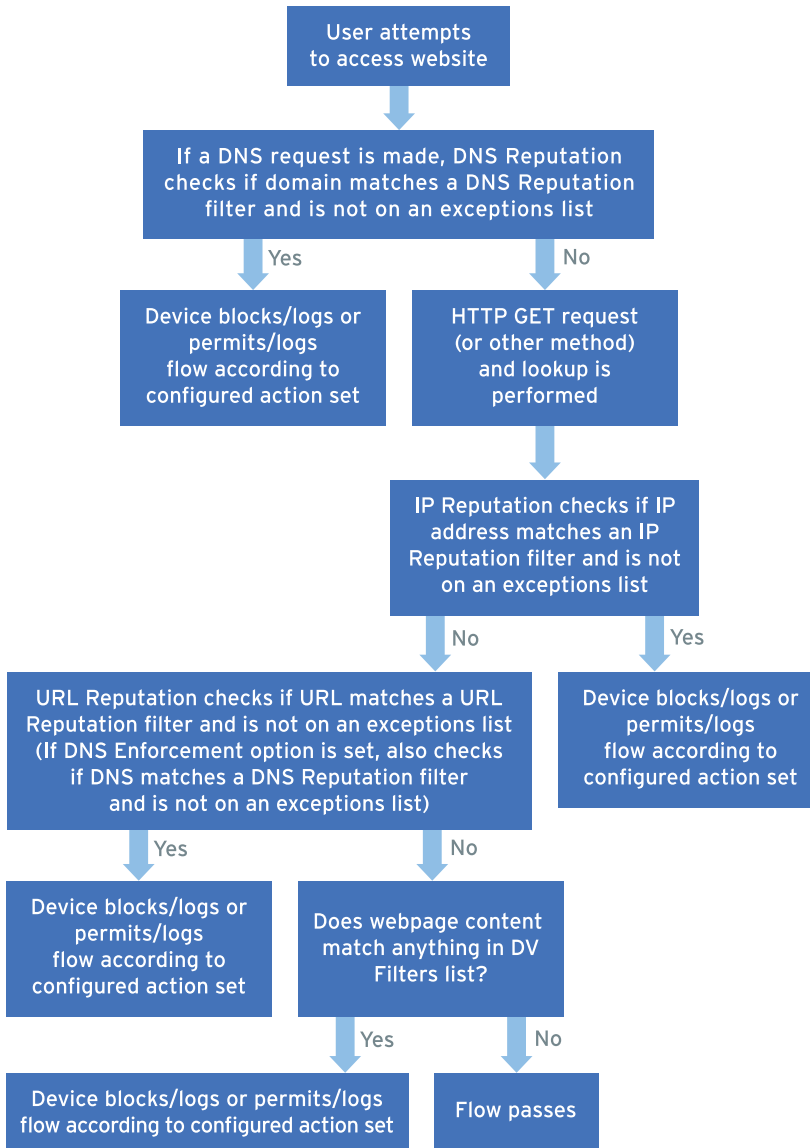 User attempts
to access website
If a DNS request is made, DNS Reputation
checks if domain matches a DNS Reputation
filter and is not on an exceptions list
Yes
No
Device blocks/logs or
permits/logs
flow according to
configured action set
HTTP GET request
(or other method)
and lookup is
performed
IP Reputation checks if IP
address matches an IP
Reputation filter and is not
on an exceptions list
No
Yes
URL Reputation checks if URL matches a URL
Reputation filter and is not on an exceptions list
(If DNS Enforcement option is set, also checks
if DNS matches a DNS Reputation filter
and is not on an exceptions list)
Device blocks/logs or
permits/logs
flow according to
configured action set
Yes
No
Device blocks/logs or
permits/logs
flow according to
configured action set
Does webpage content
match anything in DV
Filters list?
Yes
No
Device blocks/logs or permits/logs
flow according to configured action set
Flow passes